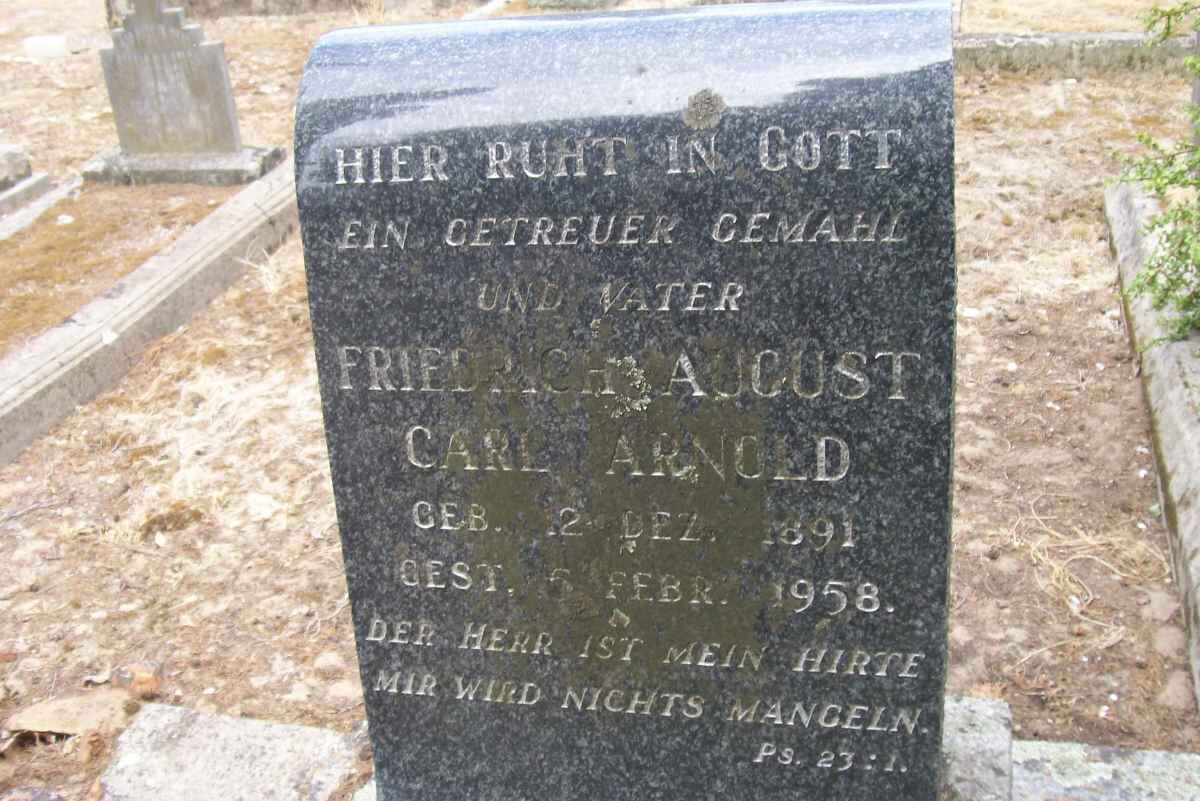 HIER RUHT IN GOTT
EIN GETREUER GEMAHL
UND VATER
FRIEDRICH AUGUST
CARL ARNOLD
GEB. 12 DEZ. 1891
GEST. 5 FEBR. 1958.
DER HERR IST MEIN HIRTE
MIR WIRD NICHTS MANGELN.
PS. 23:1.